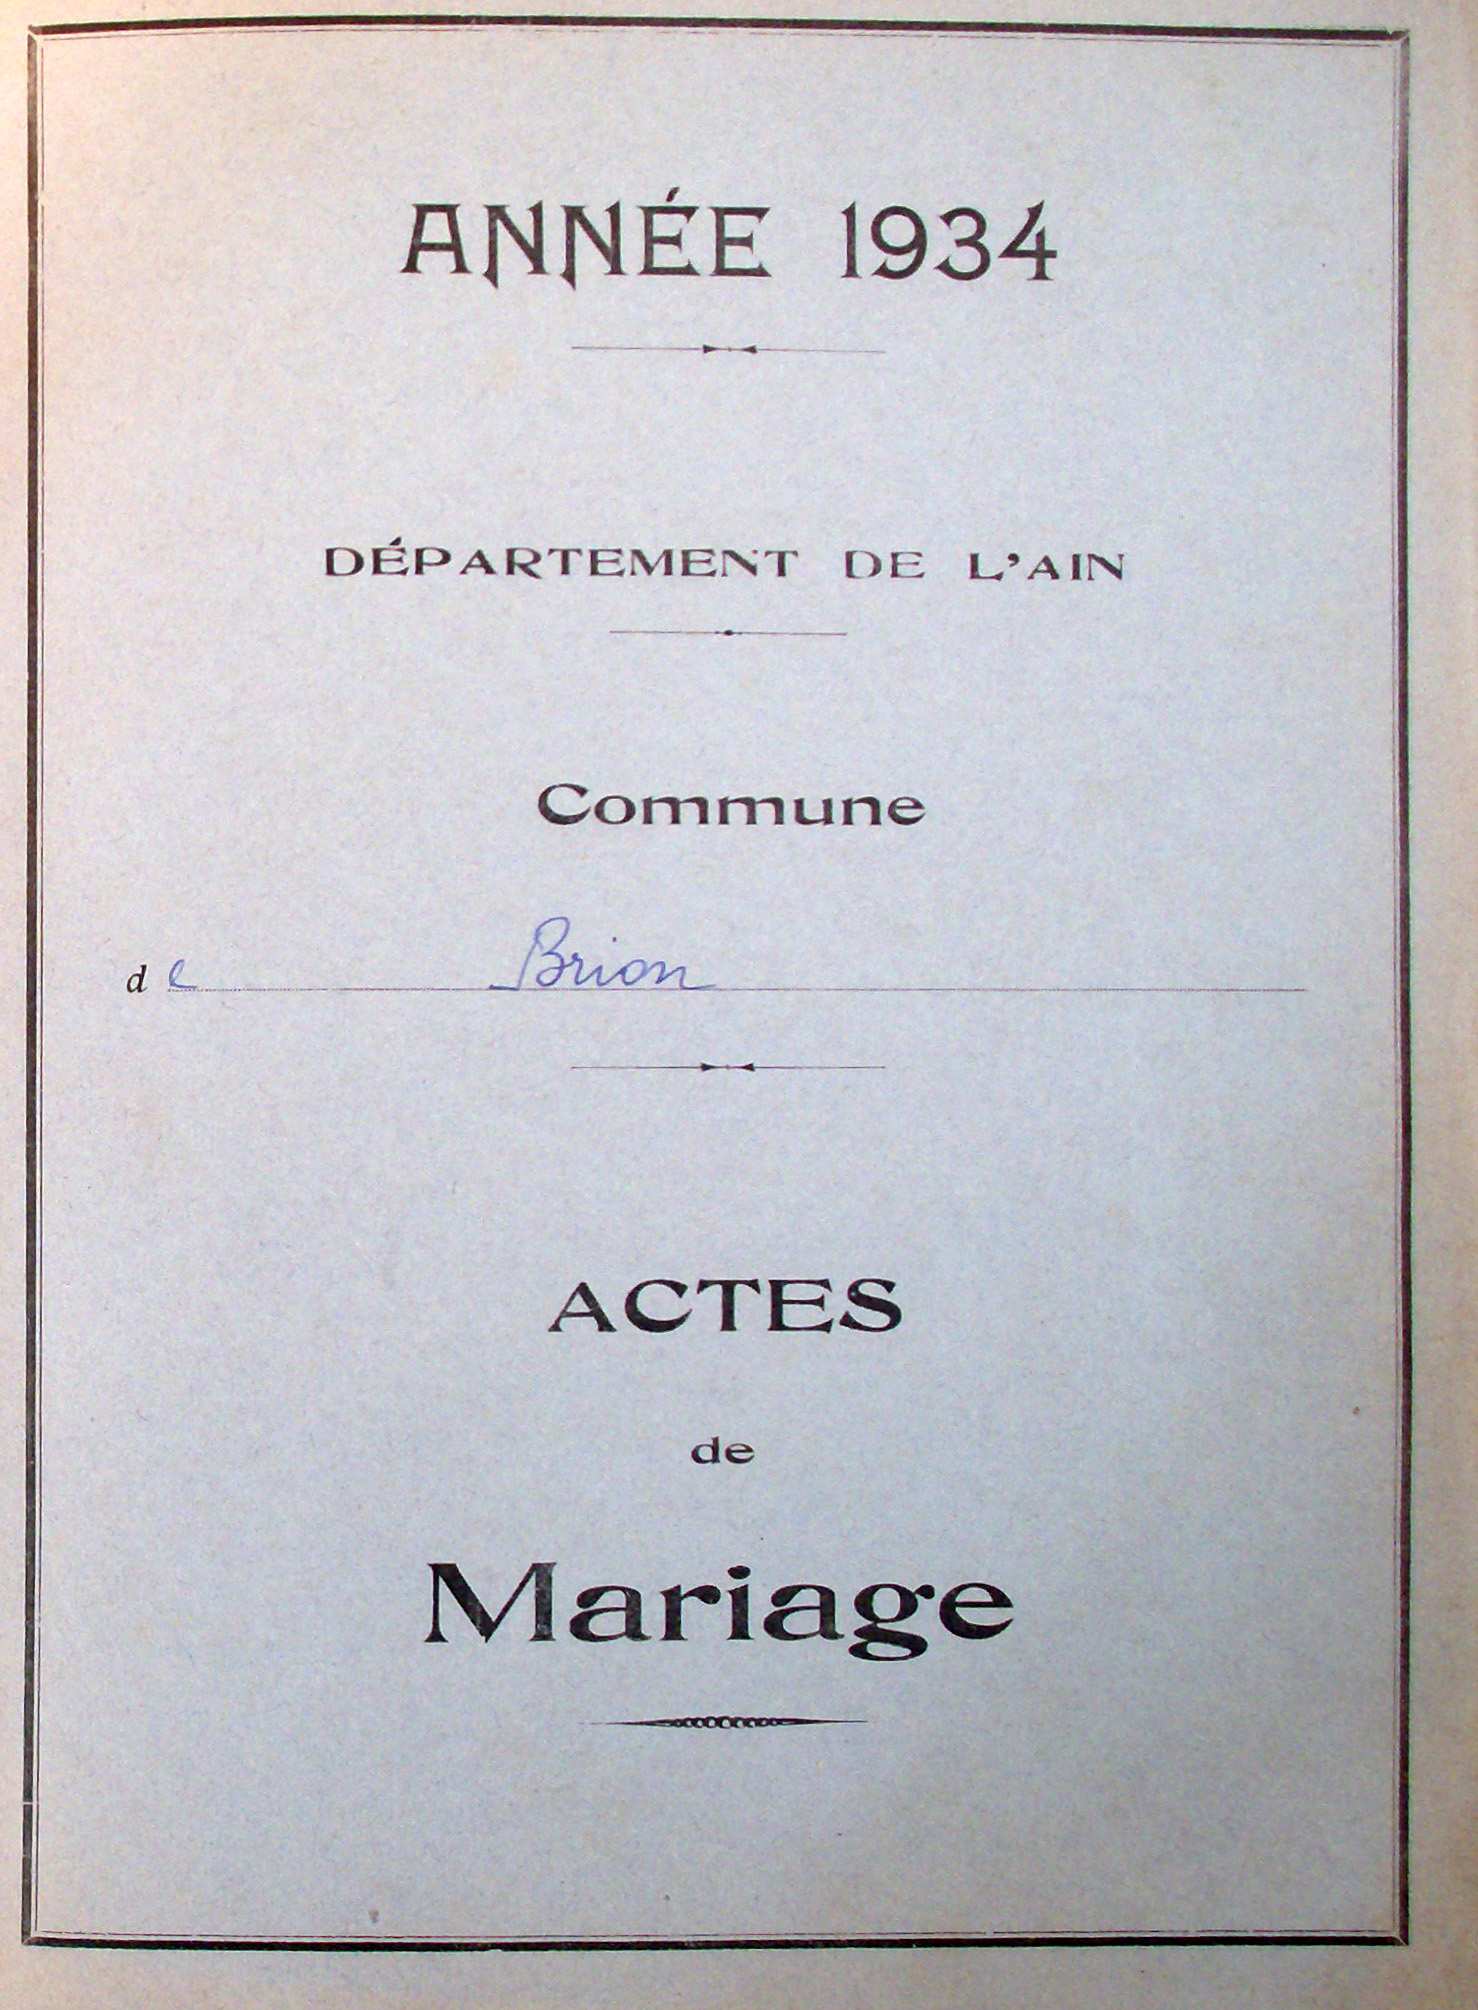 ANNÉE 1934
DÉPARTEMENT DE L'AIN
Commune
de Brion
ACTES
de
Mariage